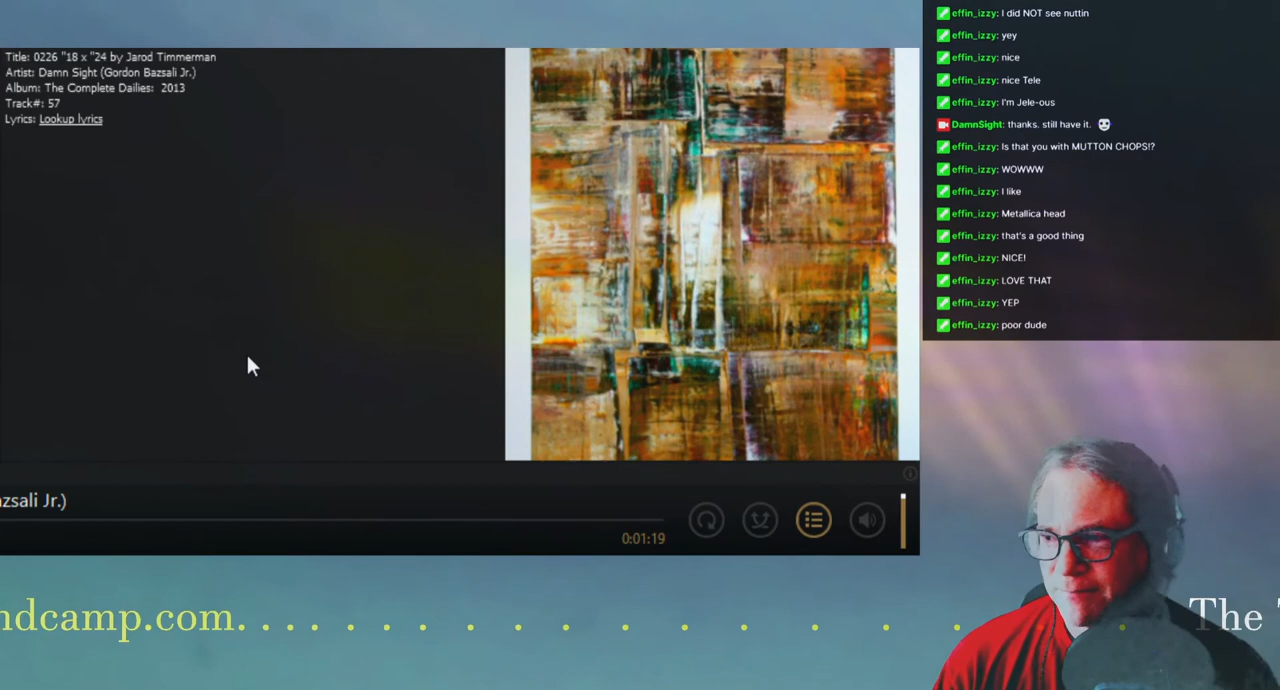 Title: 0226 "18 x "24 by Jarod Timmerman
Artist: Damn Sight (Gordon Bazsali Jr.)
Album: The Complete Dailies:  2013
Track#: 57
Lyrics: Lookup lyrics
azsali Jr.)
0:01:19
effin_izzy: I did NOT see nuttin
effin_izzy: yey
effin_izzy: nice
effin_izzy: nice Tele
effin_izzy: I'm Jele-ous
DamnSight: thanks. still have it.
effin_izzy: Is that you with MUTTON CHOPS!?
effin_izzy: WOWWW
effin_izzy: I like
effin_izzy: Metallica head
effin_izzy: that's a good thing
effin_izzy: NICE!
effin_izzy: LOVE THAT
effin_izzy: YEP
effin_izzy: poor dude
ndcamp.com. . . . . . . . . . . . . . . . The